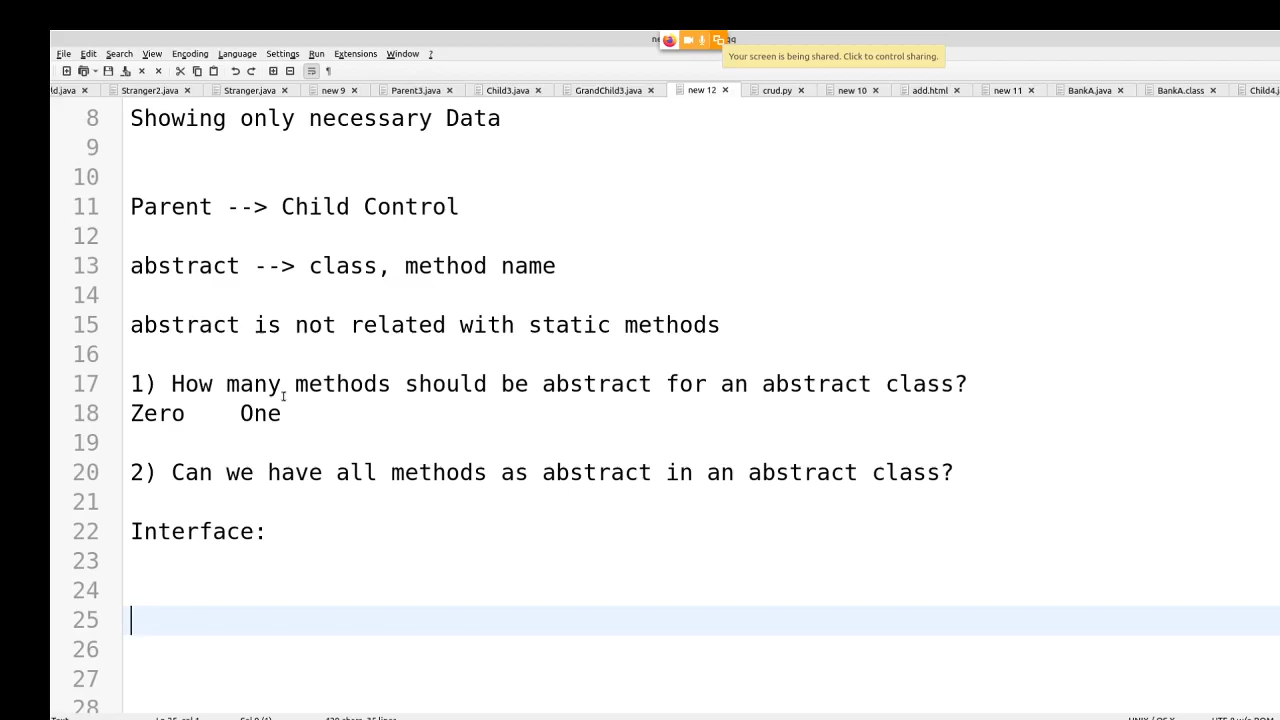 File Edit Search View Encoding Language Settings Run Extensions Window ?
Your screen is being shared. Click to control sharing.
ld.java Stranger2.java Stranger.java new 9 Parent3.java Child3.java GrandChild3.java new 12 crud.py new 10 add.html new 11 BankA.java BankA.class Child4.j
8 Showing only necessary Data
9
10
11 Parent --> Child Control
12
13 abstract --> class, method name
14
15 abstract is not related with static methods
16
17 1) How many methods should be abstract for an abstract class?
18 Zero One
19
20 2) Can we have all methods as abstract in an abstract class?
21
22 Interface:
23
24
25
26
27
28